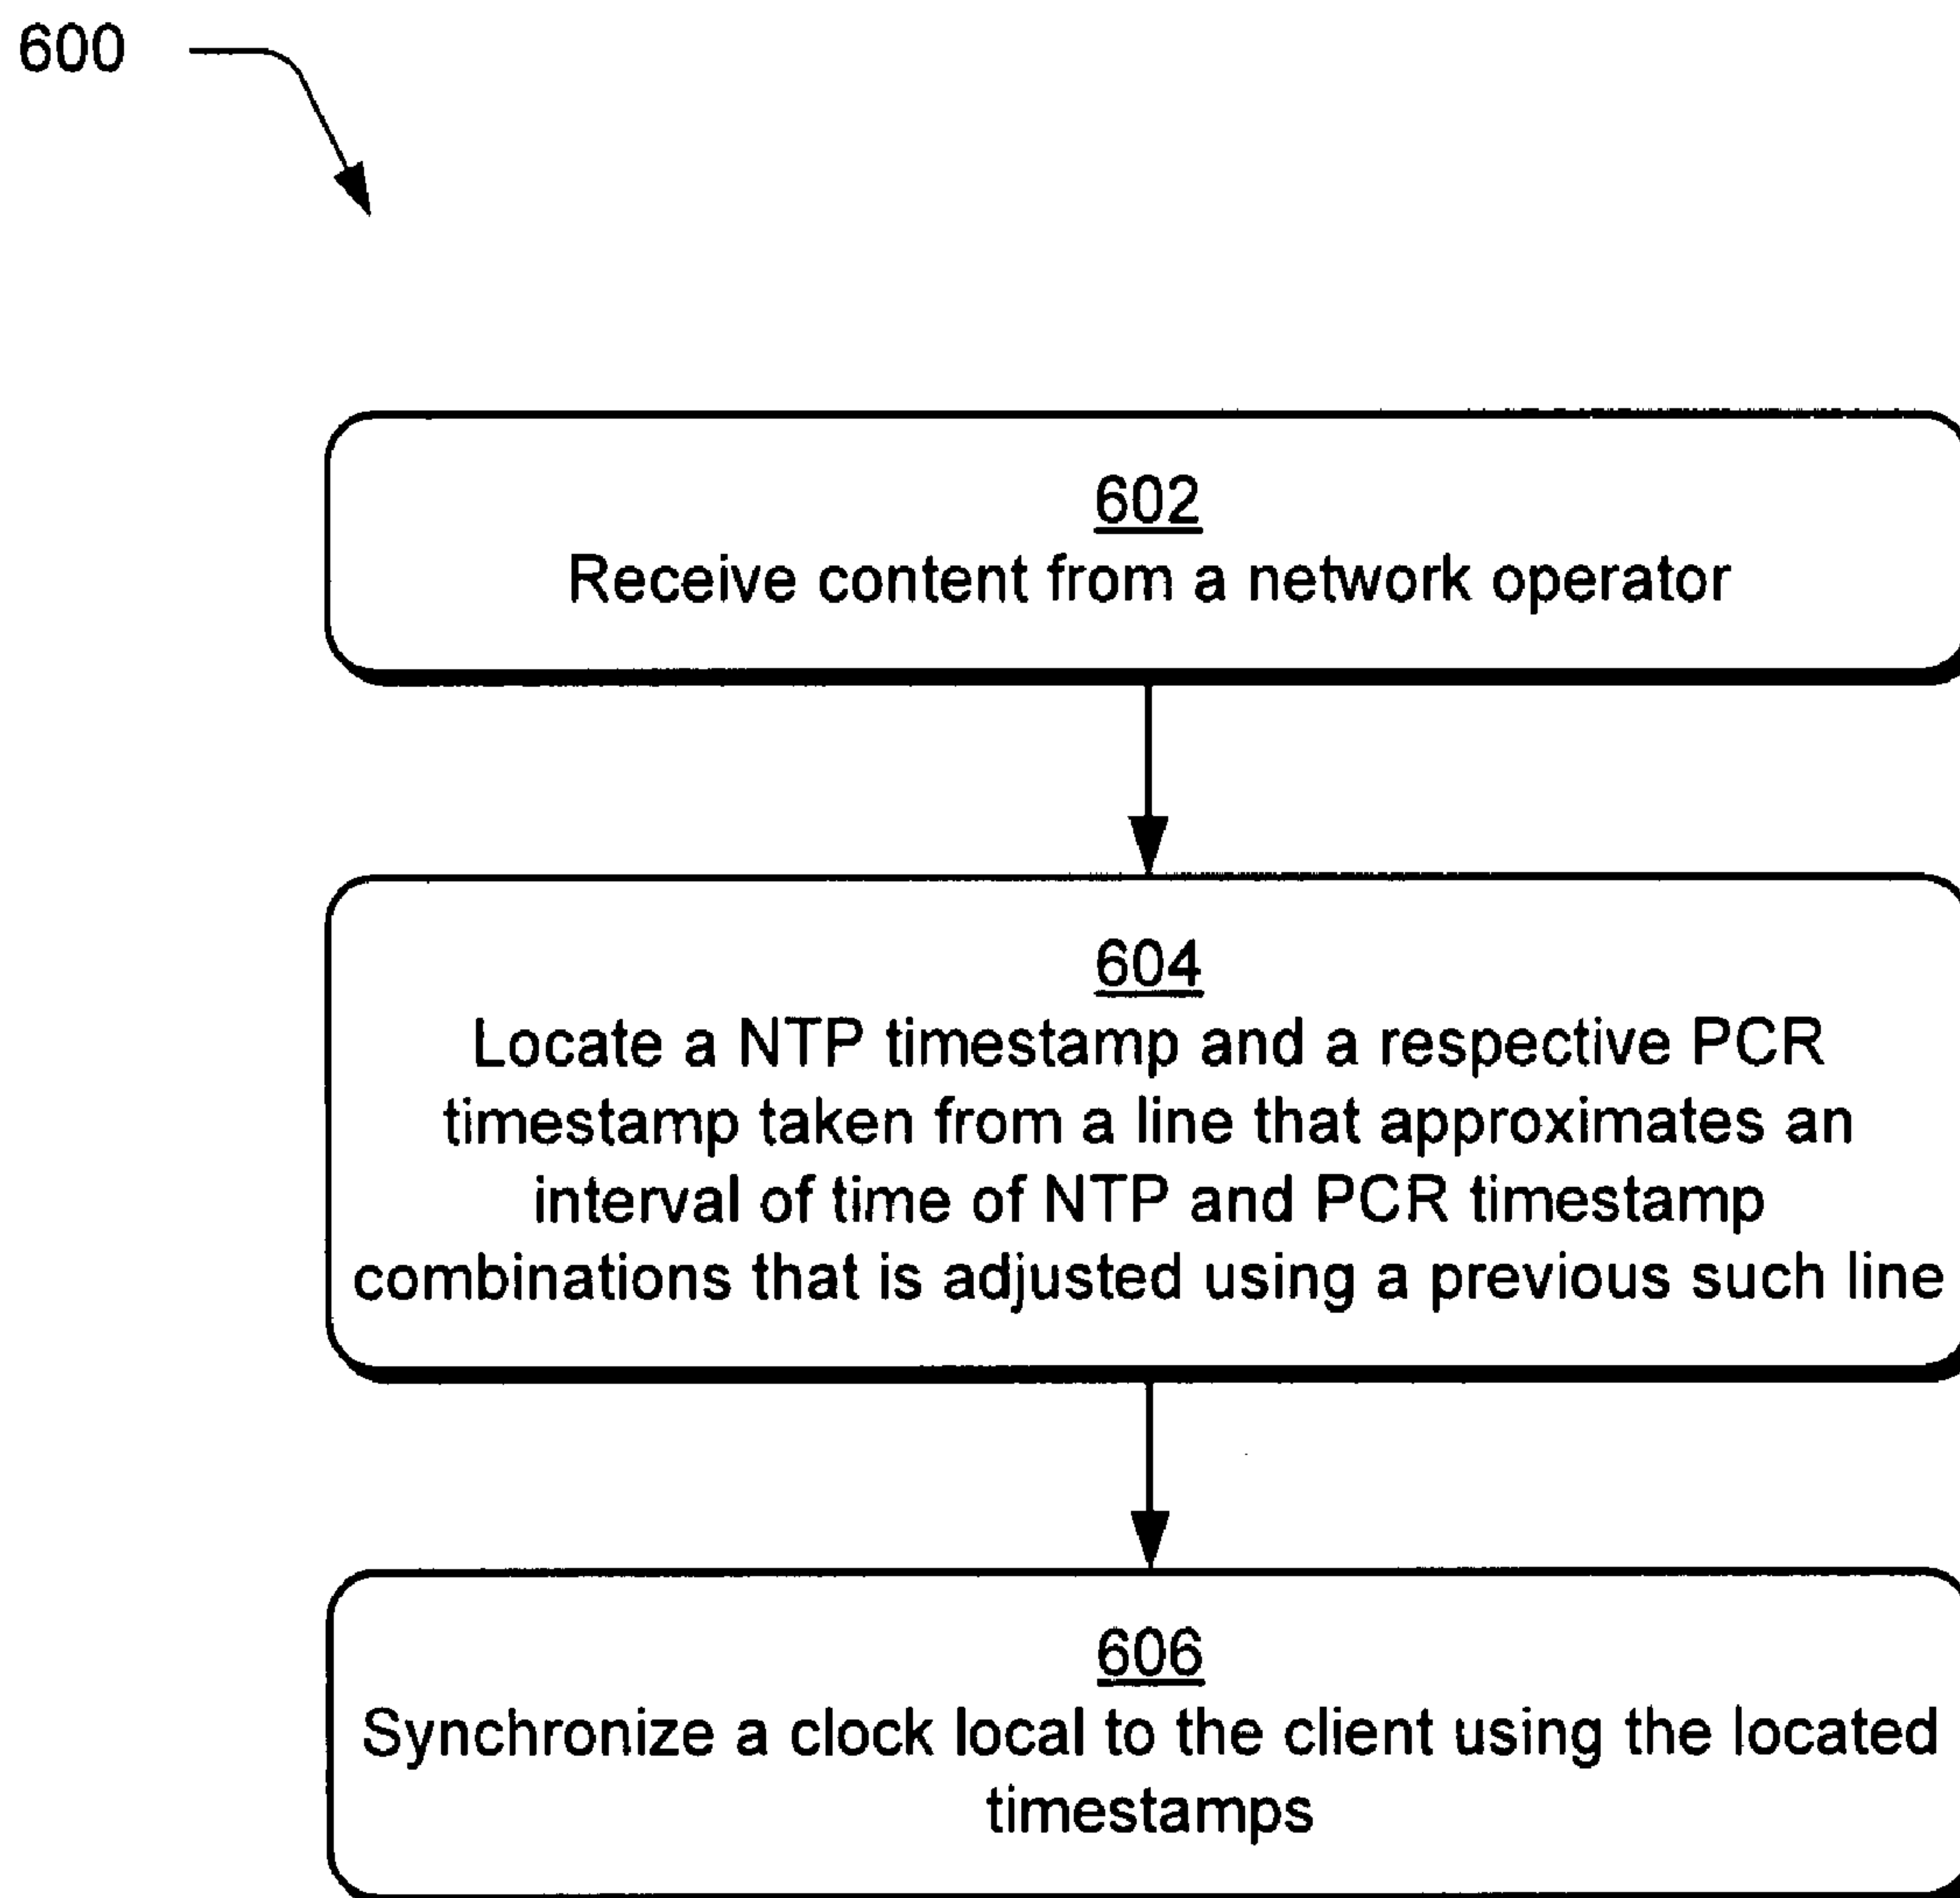 600
602
Receive content from a network operator
604
Locate a NTP timestamp and a respective PCR
timestamp taken from a line that approximates an
interval of time of NTP and PCR timestamp
combinations that is adjusted using a previous such line
606
Synchronize a clock local to the client using the located
timestamps